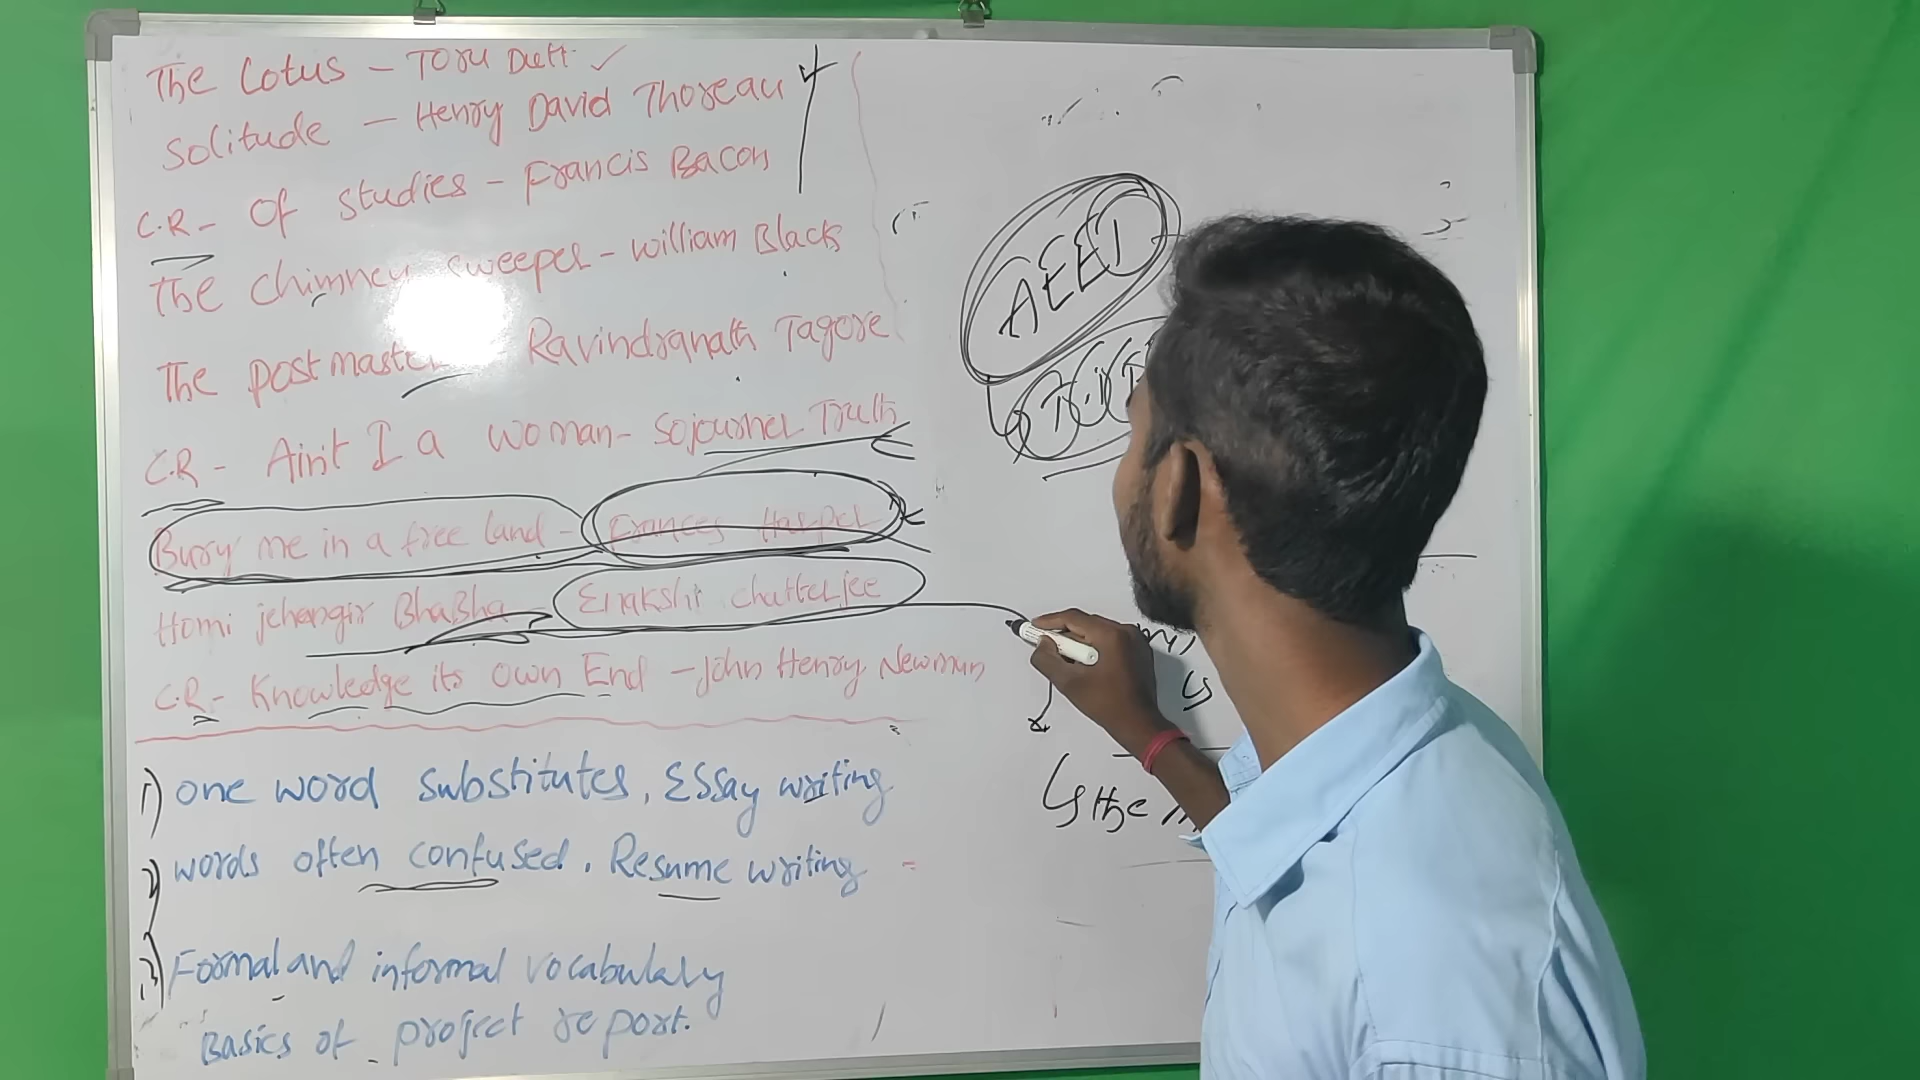 The Lotus - Toru Dutt
Solitude - Henry David Thoreau
C.R - Of studies - Francis Bacon
The chimney sweeper - William Black
The postmaster - Ravindranath Tagore
C.R - Ain't I a woman - Sojourner Truth
Bury me in a free land - Frances Harper
Homi jehangir BhaBha - Enakshi chatterjee
C.R - Knowledge its own End - John Henry Newman
1) one word substitutes, Essay writing
2) words often confused, Resume writing
3) Formal and informal vocabulary
Basics of project report.
AEEI
the